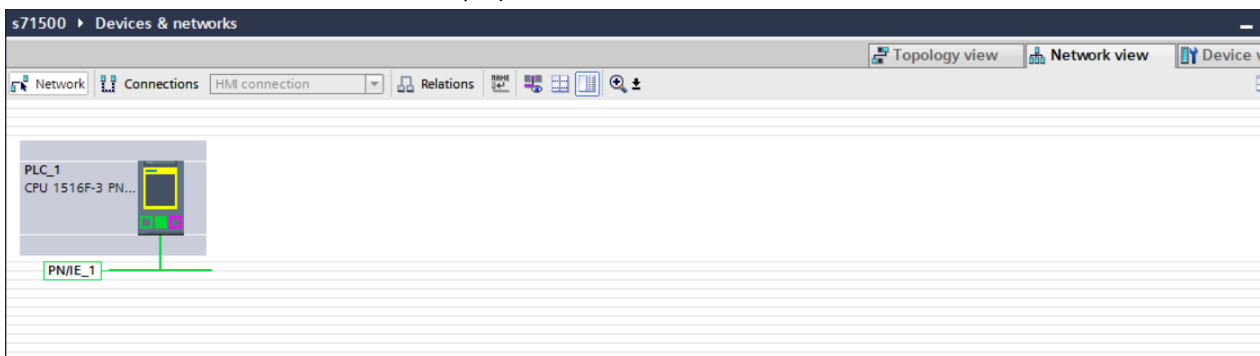 s71500 ▸ Devices & networks
Topology view Network view Device v
Network Connections HMI connection Relations
PLC_1
CPU 1516F-3 PN...
PN/IE_1